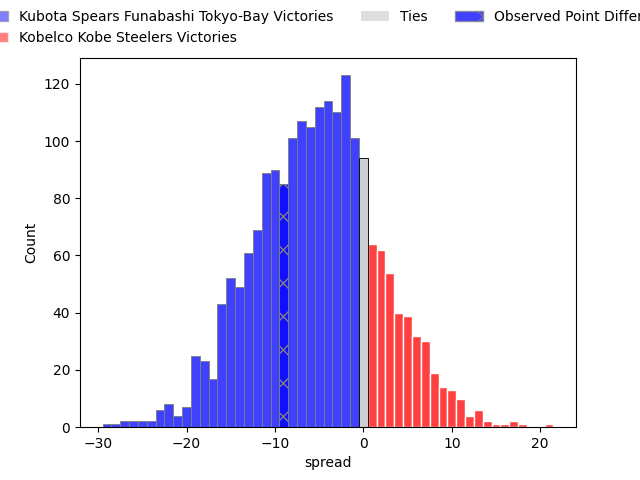 Kubota Spears Funabashi Tokyo-Bay Victories Ties Observed Point
Kobelco Kobe Steelers Victories
120
100
80
60
40
20
0
Count
−30 −20 −10 0 10 20
spread